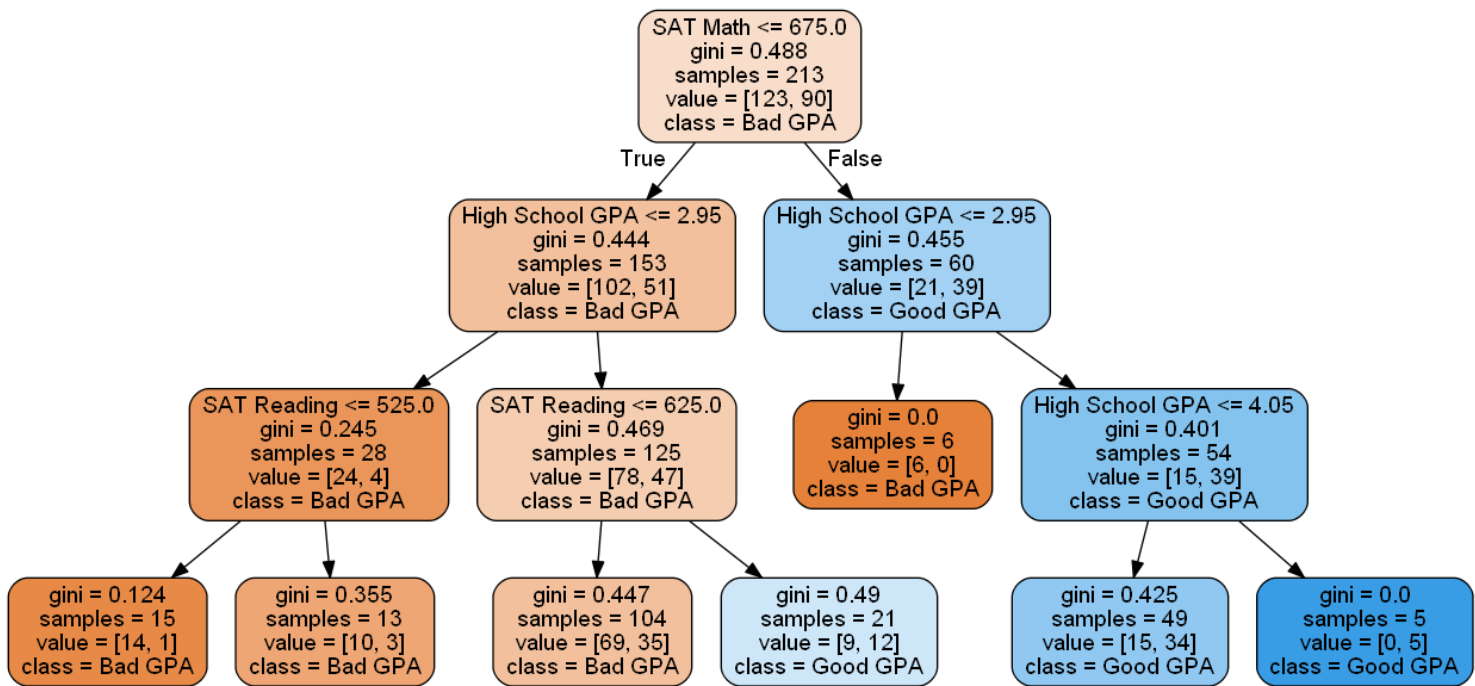 SAT Math <= 675.0
gini = 0.488
samples = 213
value = [123, 90]
class = Bad GPA
True
False
High School GPA <= 2.95
gini = 0.444
samples = 153
value = [102, 51]
class = Bad GPA
High School GPA <= 2.95
gini = 0.455
samples = 60
value = [21, 39]
class = Good GPA
SAT Reading <= 525.0
gini = 0.245
samples = 28
value = [24, 4]
class = Bad GPA
SAT Reading <= 625.0
gini = 0.469
samples = 125
value = [78, 47]
class = Bad GPA
gini = 0.0
samples = 6
value = [6, 0]
class = Bad GPA
High School GPA <= 4.05
gini = 0.401
samples = 54
value = [15, 39]
class = Good GPA
gini = 0.124
samples = 15
value = [14, 1]
class = Bad GPA
gini = 0.355
samples = 13
value = [10, 3]
class = Bad GPA
gini = 0.447
samples = 104
value = [69, 35]
class = Bad GPA
gini = 0.49
samples = 21
value = [9, 12]
class = Good GPA
gini = 0.425
samples = 49
value = [15, 34]
class = Good GPA
gini = 0.0
samples = 5
value = [0, 5]
class = Good GPA